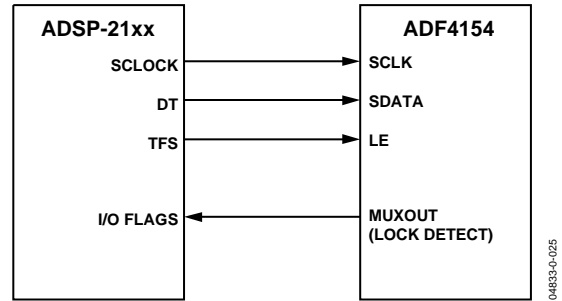 ADSP-21xx
ADF4154
SCLOCK
SCLK
DT
SDATA
TFS
LE
I/O FLAGS
MUXOUT
(LOCK DETECT)
04833-0-025